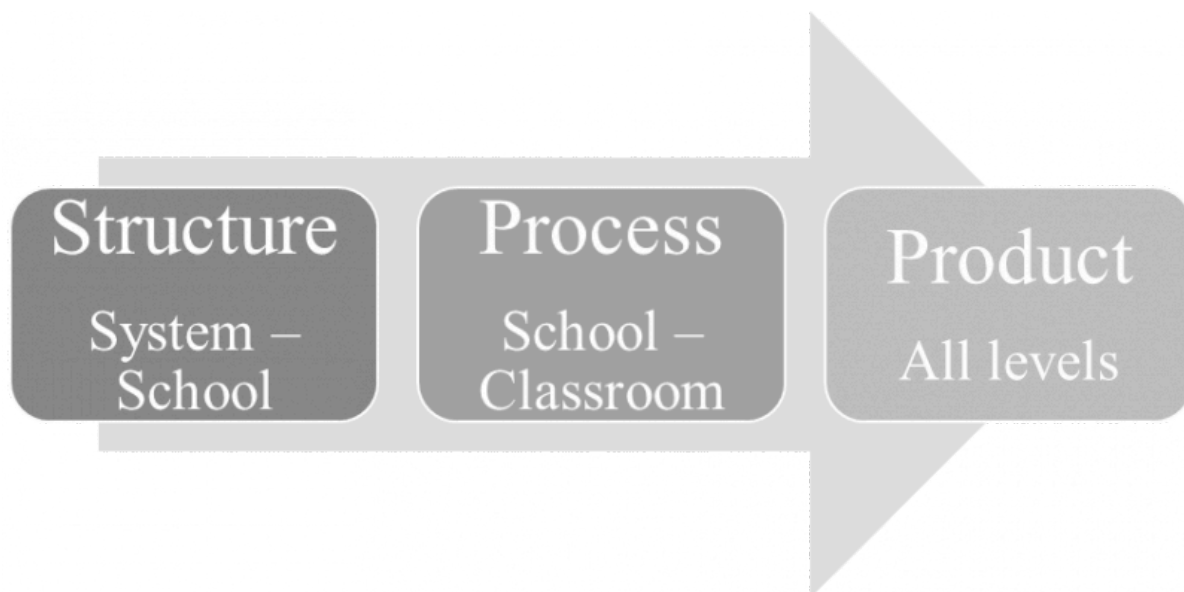 Structure
System –
School
Process
School –
Classroom
Product
All levels